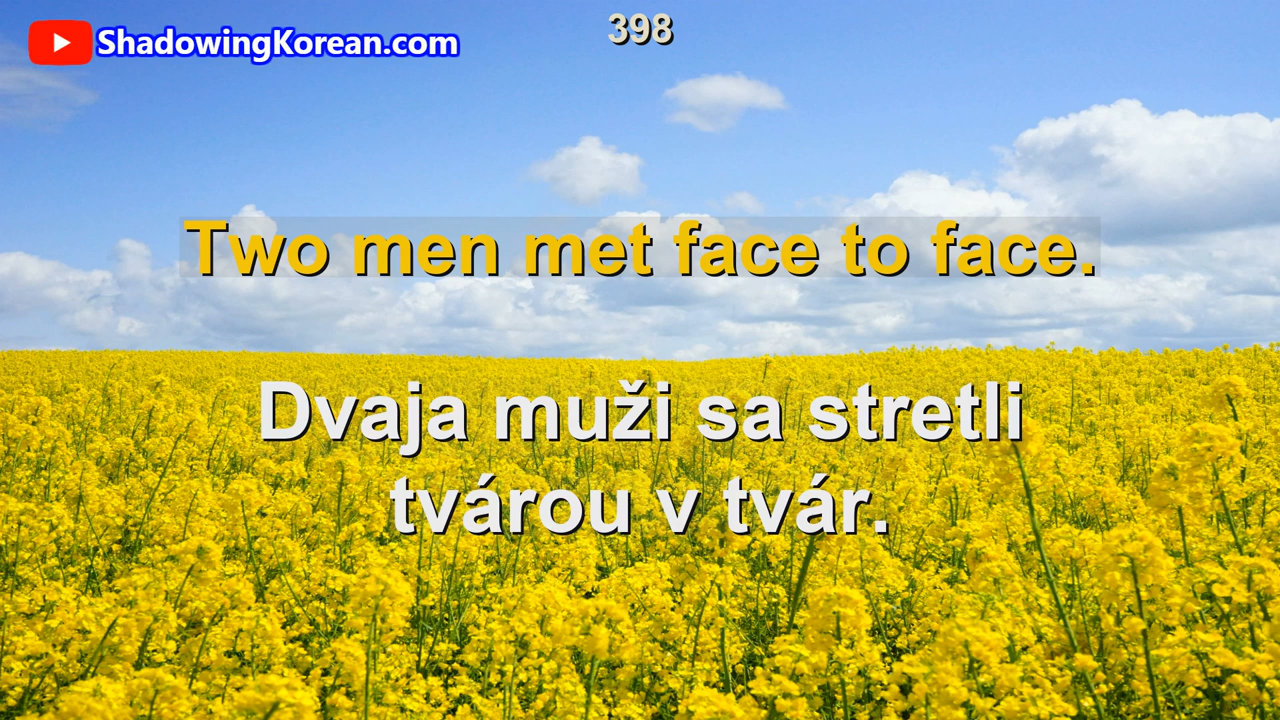 ShadowingKorean.com
398
Two men met face to face.
Dvaja muži sa stretli
tvárou v tvár.